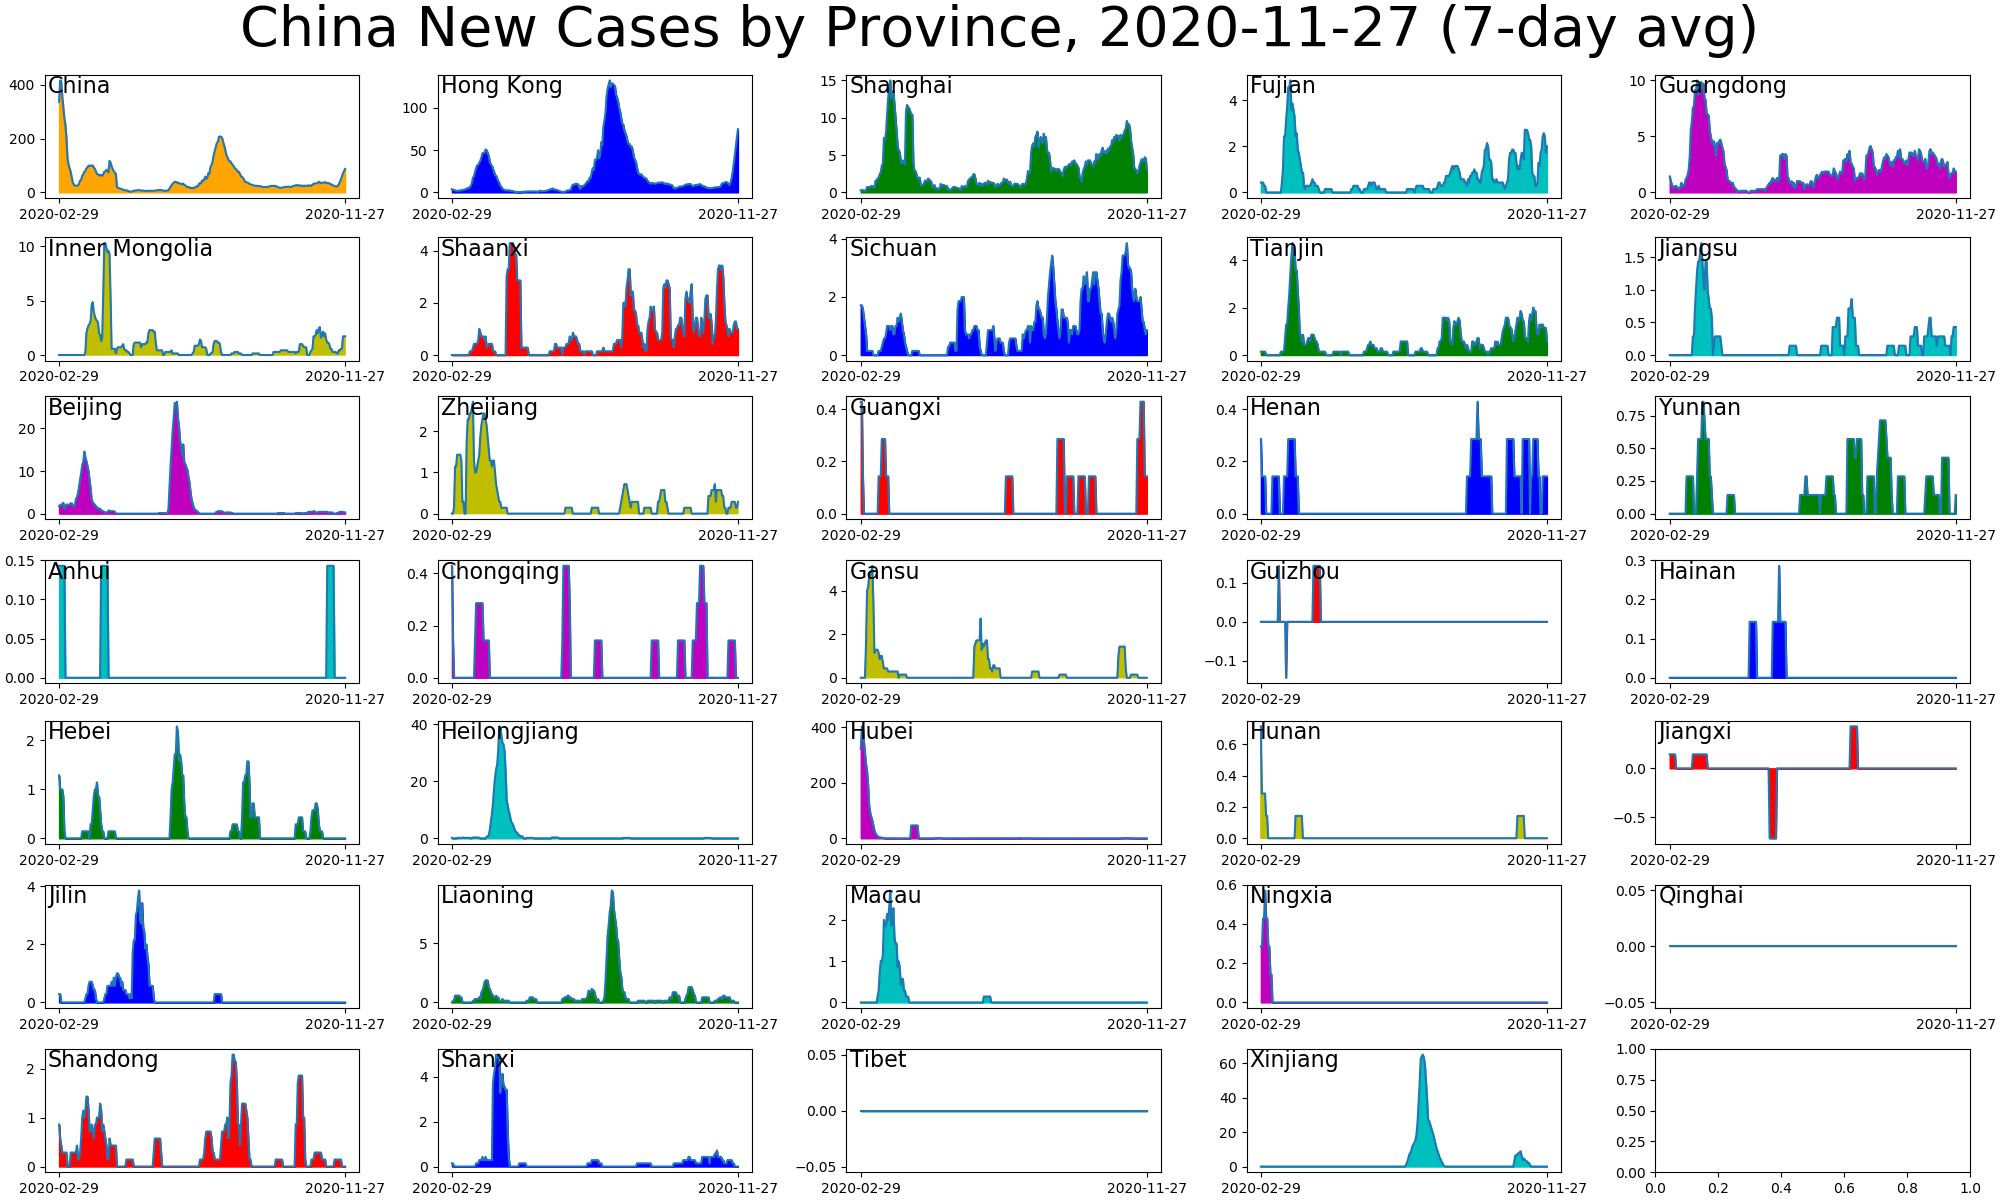 China New Cases by Province, 2020-11-27 (7-day avg)
China Hong Kong Shanghai Fujian Guangdong
400 200 0 100 50 0 15 10 5 0 4 2 0 10 5 0
2020-02-29 2020-11-27 2020-02-29 2020-11-27 2020-02-29 2020-11-27 2020-02-29 2020-11-27 2020-02-29 2020-11-27
Inner Mongolia Shaanxi Sichuan Tianjin Jiangsu
10 5 0 4 2 0 4 2 0 4 2 0 1.5 1.0 0.5 0.0
2020-02-29 2020-11-27 2020-02-29 2020-11-27 2020-02-29 2020-11-27 2020-02-29 2020-11-27 2020-02-29 2020-11-27
Beijing Zhejiang Guangxi Henan Yunnan
20 10 0 2 1 0 0.4 0.2 0.0 0.4 0.2 0.0 0.75 0.50 0.25 0.00
2020-02-29 2020-11-27 2020-02-29 2020-11-27 2020-02-29 2020-11-27 2020-02-29 2020-11-27 2020-02-29 2020-11-27
Anhui Chongqing Gansu Guizhou Hainan
0.15 0.10 0.05 0.00 0.4 0.2 0.0 4 2 0 0.1 0.0 −0.1 0.3 0.2 0.1 0.0
2020-02-29 2020-11-27 2020-02-29 2020-11-27 2020-02-29 2020-11-27 2020-02-29 2020-11-27 2020-02-29 2020-11-27
Hebei Heilongjiang Hubei Hunan Jiangxi
2 1 0 40 20 0 400 200 0 0.6 0.4 0.2 0.0 0.0 −0.5
2020-02-29 2020-11-27 2020-02-29 2020-11-27 2020-02-29 2020-11-27 2020-02-29 2020-11-27 2020-02-29 2020-11-27
Jilin Liaoning Macau Ningxia Qinghai
4 2 0 5 0 2 1 0 0.6 0.4 0.2 0.0 0.05 0.00 −0.05
2020-02-29 2020-11-27 2020-02-29 2020-11-27 2020-02-29 2020-11-27 2020-02-29 2020-11-27 2020-02-29 2020-11-27
Shandong Shanxi Tibet Xinjiang
2 1 0 4 2 0 0.05 0.00 −0.05 60 40 20 0 1.00 0.75 0.50 0.25 0.00
2020-02-29 2020-11-27 2020-02-29 2020-11-27 2020-02-29 2020-11-27 2020-02-29 2020-11-27 0.0 0.2 0.4 0.6 0.8 1.0